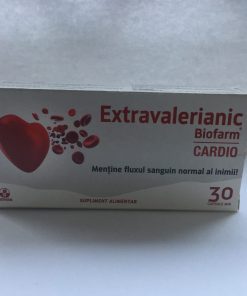 Extravalerianic
Biofarm
CARDIO
Menține fluxul sanguin normal al inimii!
SUPLIMENT ALIMENTAR
30